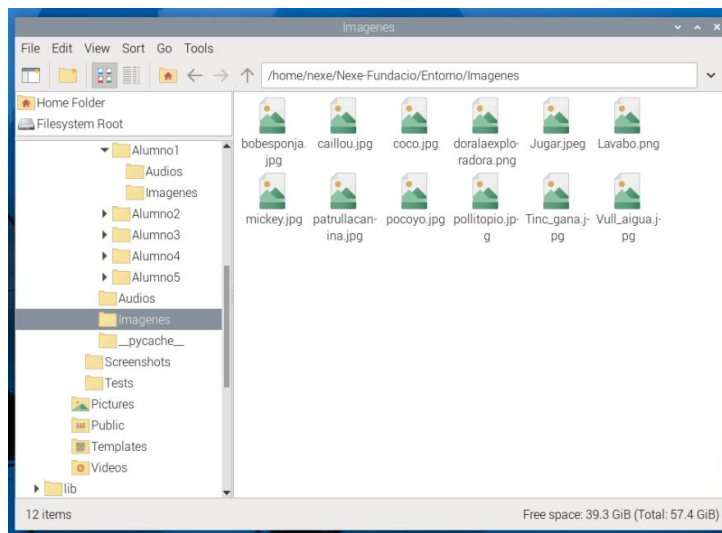 Imagenes
File Edit View Sort Go Tools
/home/nexe/Nexe-Fundacio/Entorno/Imagenes
Home Folder
Filesystem Root
Alumno1
Audios
Imagenes
Alumno2
Alumno3
Alumno4
Alumno5
Audios
Imagenes
__pycache__
Screenshots
Tests
Pictures
Public
Templates
Videos
lib
bobesponja.
jpg
caillou.jpg
coco.jpg
doralaexplo-
radora.png
Jugar.jpeg
Lavabo.png
mickey.jpg
patrullacan-
ina.jpg
pocoyo.jpg
pollitopio.jp-
g
Tinc_gana.j-
pg
Vull_aigua.j-
pg
12 items
Free space: 39.3 GiB (Total: 57.4 GiB)